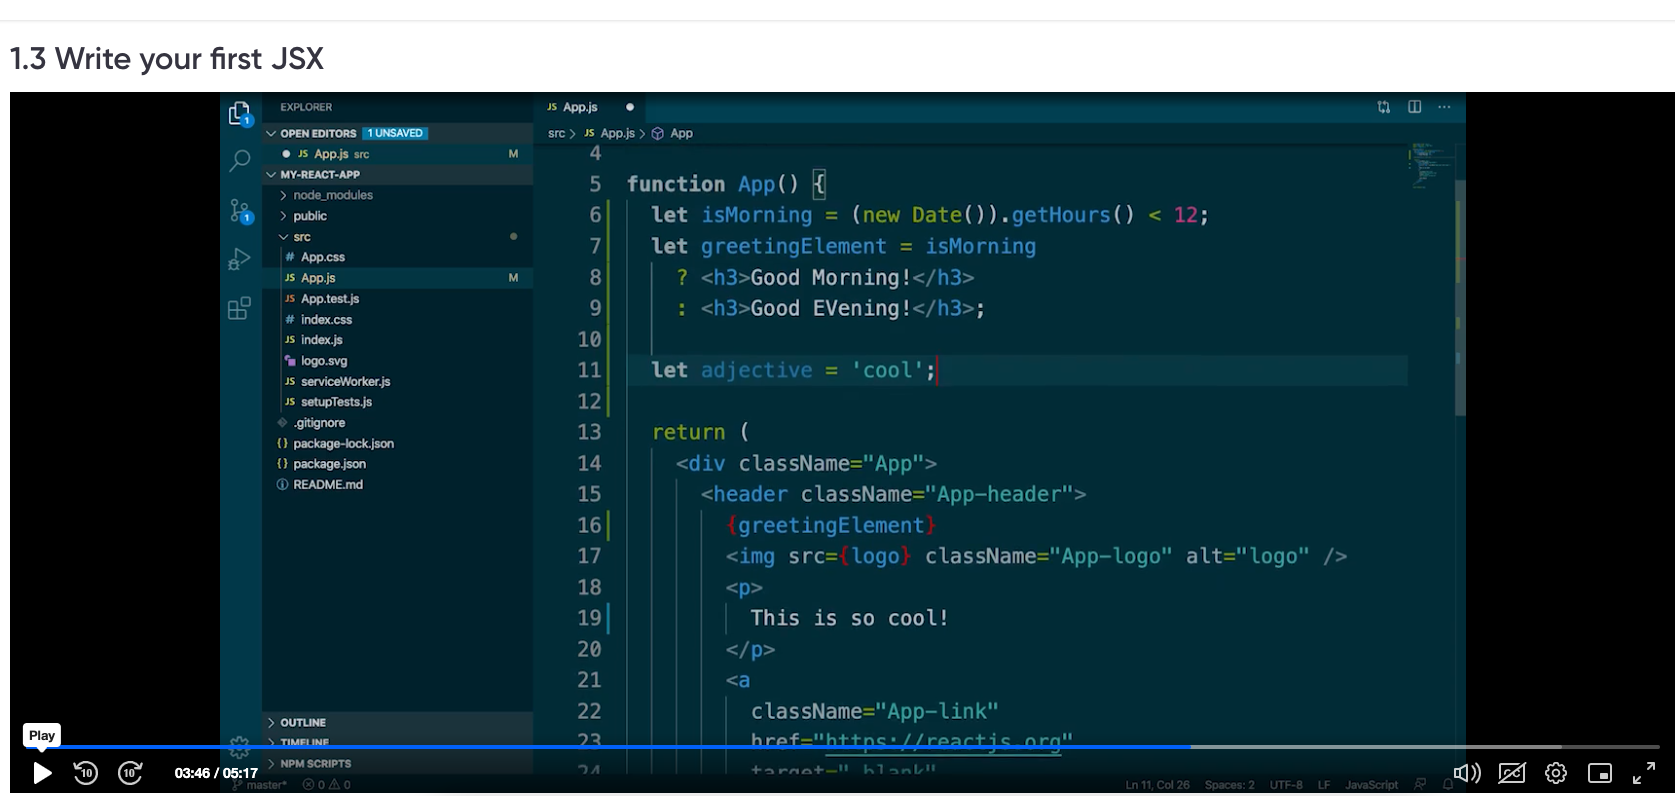 1.3 Write your first JSX
EXPLORER
OPEN EDITORS 1 UNSAVED
JS App.js src M
MY-REACT-APP
node_modules
public
src
# App.css
JS App.js M
JS App.test.js
# index.css
JS index.js
logo.svg
JS serviceWorker.js
JS setupTests.js
.gitignore
{} package-lock.json
{} package.json
README.md
OUTLINE
TIMELINE
NPM SCRIPTS
1
1
JS App.js
src > JS App.js > App
4
5 function App() {
6 let isMorning = (new Date()).getHours() < 12;
7 let greetingElement = isMorning
8 ? <h3>Good Morning!</h3>
9 : <h3>Good EVening!</h3>;
10
11 let adjective = 'cool';
12
13 return (
14 <div className="App">
15 <header className="App-header">
16 {greetingElement}
17 <img src={logo} className="App-logo" alt="logo" />
18 <p>
19 This is so cool!
20 </p>
21 <a
22 className="App-link"
23 href="https://reactjs.org"
24 target="_blank"
Play
10 10 03:46 / 05:17
master* 0 0 Ln 11, Col 26 Spaces: 2 UTF-8 LF JavaScript